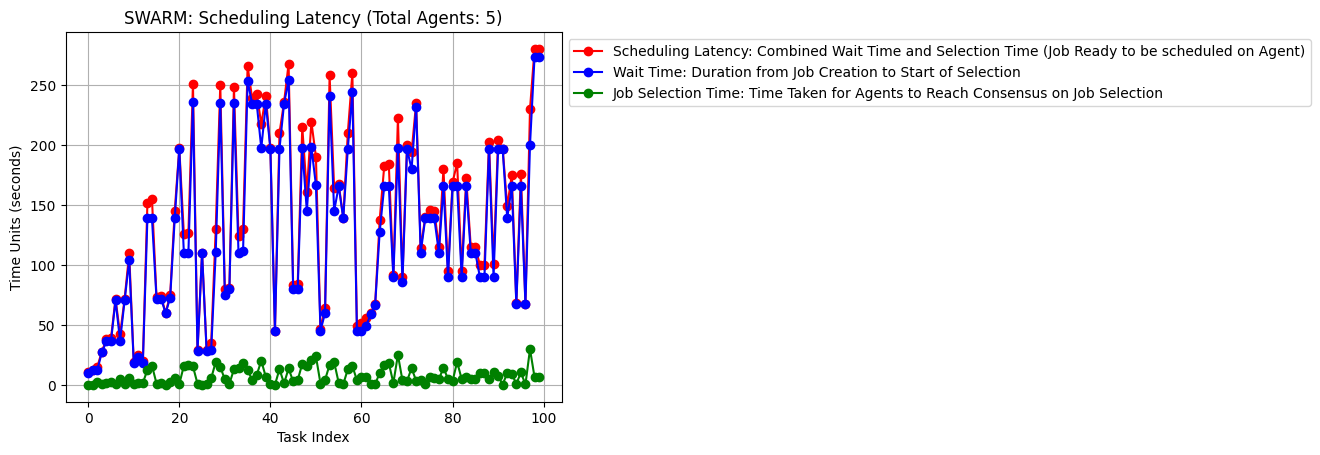 SWARM: Scheduling Latency (Total Agents: 5)
Scheduling Latency: Combined Wait Time and Selection Time (Job Ready to be scheduled on Agent)
Wait Time: Duration from Job Creation to Start of Selection
Job Selection Time: Time Taken for Agents to Reach Consensus on Job Selection
Time Units (seconds)
250
200
150
100
50
0
0 20 40 60 80 100
Task Index